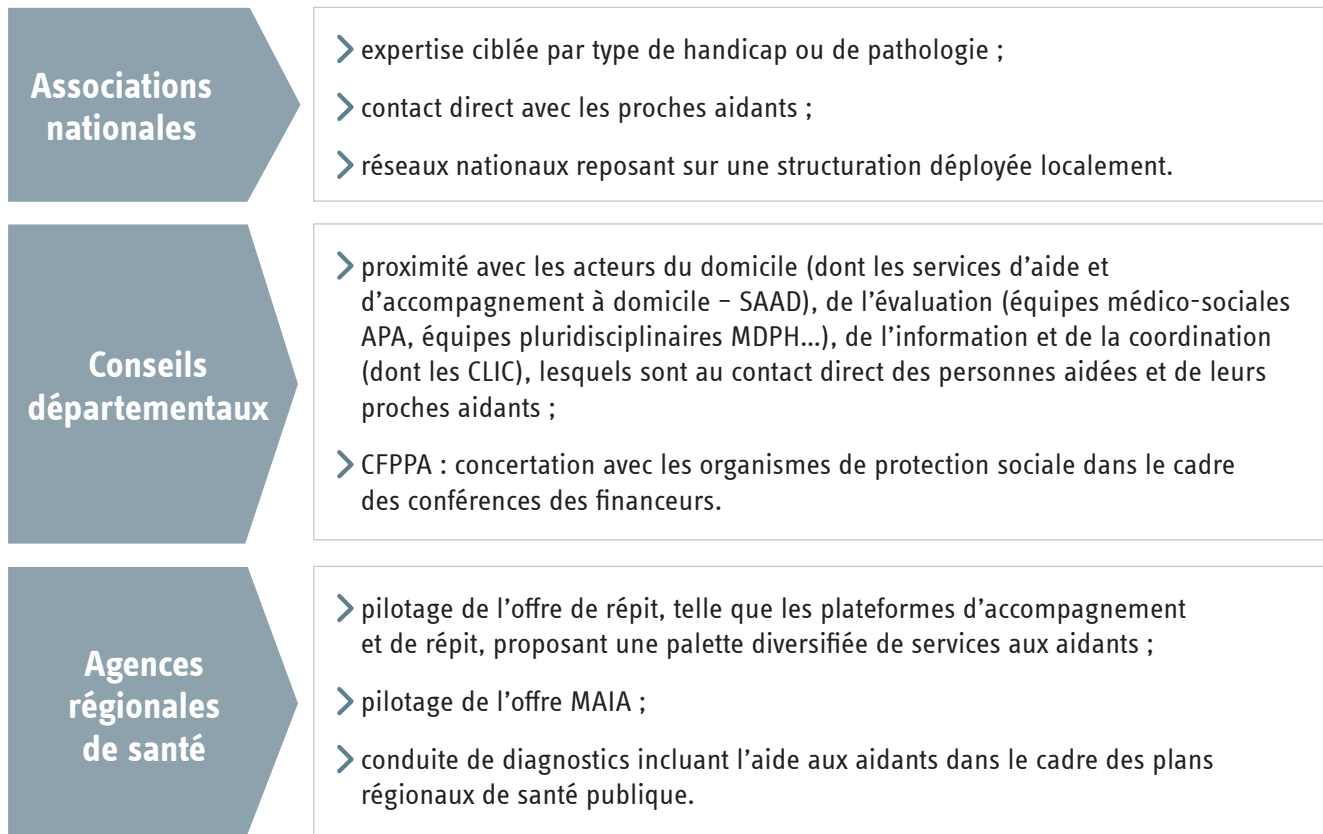 Associations
nationales
expertise ciblée par type de handicap ou de pathologie ;
contact direct avec les proches aidants ;
réseaux nationaux reposant sur une structuration déployée localement.
Conseils
départementaux
proximité avec les acteurs du domicile (dont les services d’aide et
d’accompagnement à domicile – SAAD), de l’évaluation (équipes médico-sociales
APA, équipes pluridisciplinaires MDPH…), de l’information et de la coordination
(dont les CLIC), lesquels sont au contact direct des personnes aidées et de leurs
proches aidants ;
CFPPA : concertation avec les organismes de protection sociale dans le cadre
des conférences des financeurs.
Agences
régionales
de santé
pilotage de l’offre de répit, telle que les plateformes d’accompagnement
et de répit, proposant une palette diversifiée de services aux aidants ;
pilotage de l’offre MAIA ;
conduite de diagnostics incluant l’aide aux aidants dans le cadre des plans
régionaux de santé publique.